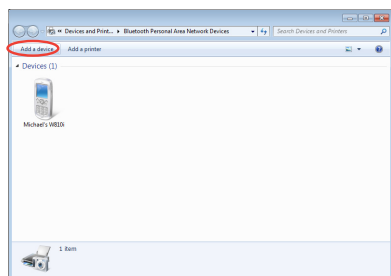 Devices and Print... ▸ Bluetooth Personal Area Network Devices
Search Devices and Printers
Add a device Add a printer
Devices (1)
Michael's W810i
1 item